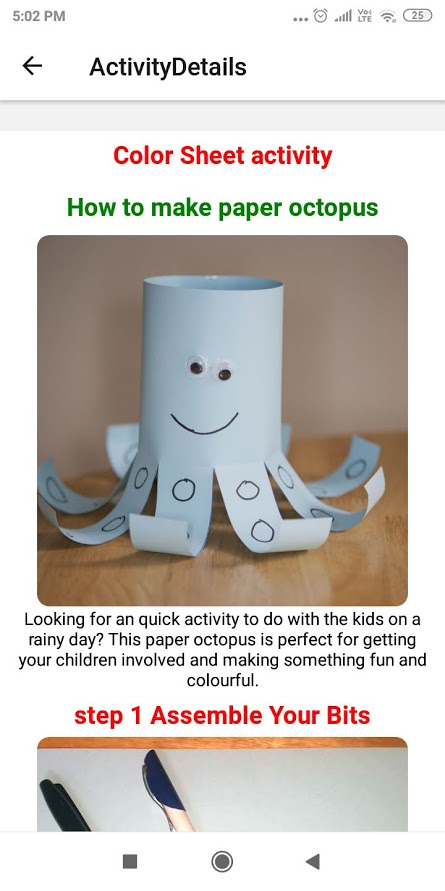 5:02 PM
Vo
LTE
25
ActivityDetails
Color Sheet activity
How to make paper octopus
Looking for an quick activity to do with the kids on a
rainy day? This paper octopus is perfect for getting
your children involved and making something fun and
colourful.
step 1 Assemble Your Bits